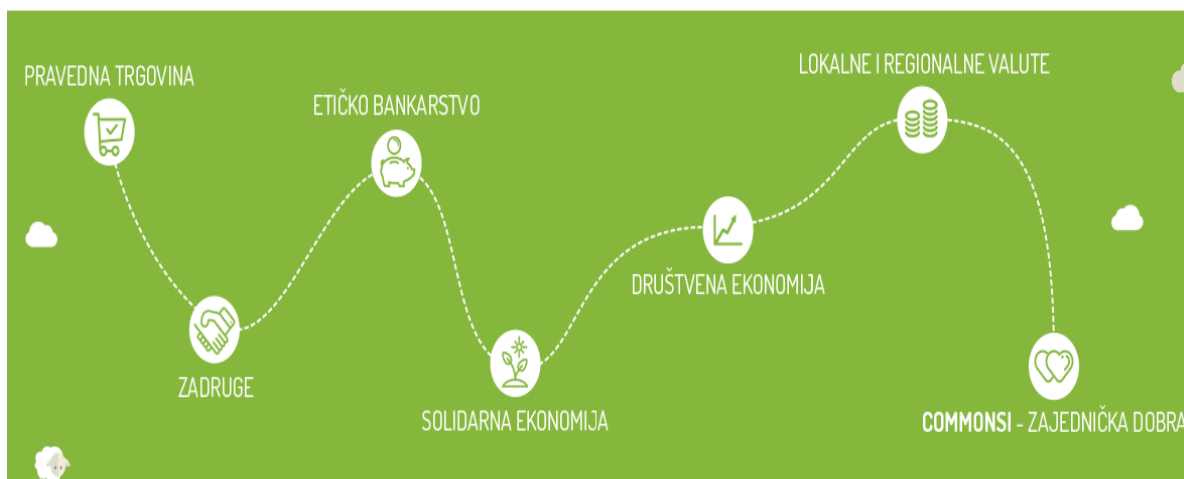 PRAVEDNA TRGOVINA
ZADRUGE
ETIČKO BANKARSTVO
SOLIDARNA EKONOMIJA
DRUŠTVENA EKONOMIJA
LOKALNE I REGIONALNE VALUTE
COMMONSI - ZAJEDNIČKA DOBRA